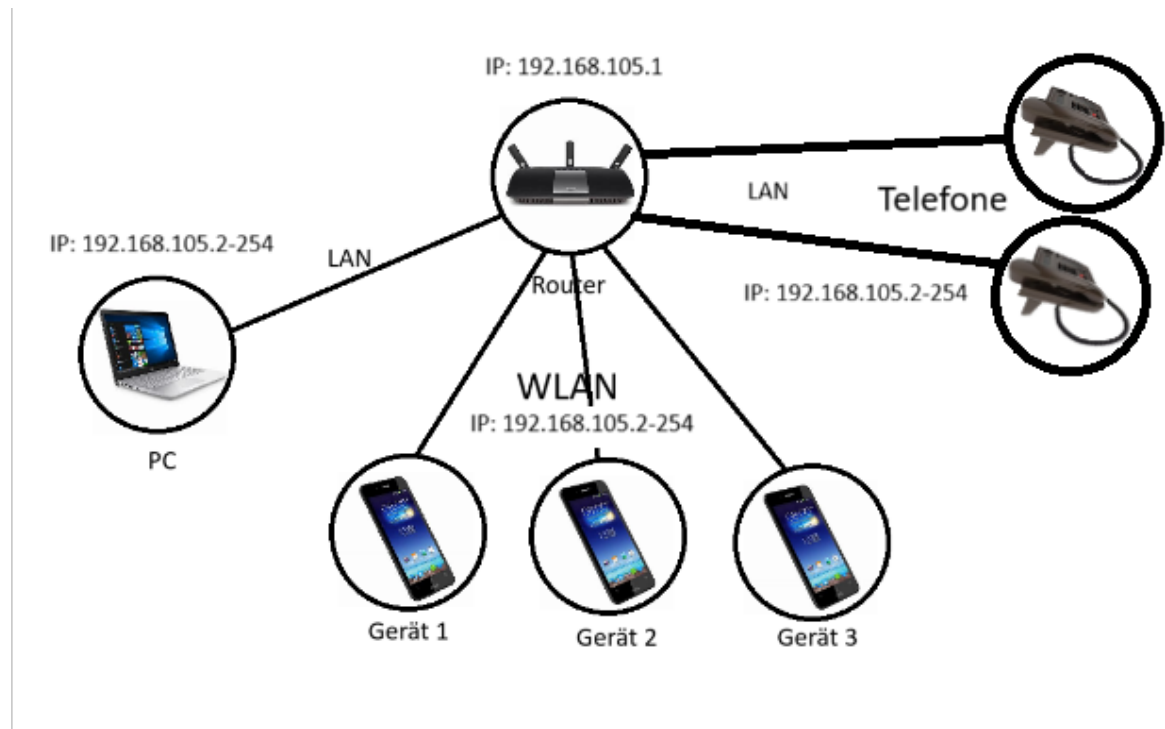 IP: 192.168.105.1
LAN
Telefone
IP: 192.168.105.2-254
LAN
Router
IP: 192.168.105.2-254
WLAN
IP: 192.168.105.2-254
PC
Gerät 1
Gerät 2
Gerät 3